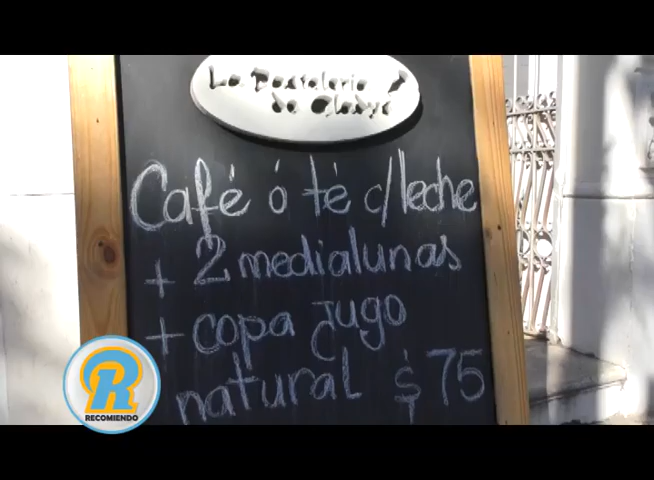 La Pastelería
de Gladys
Café ó té c/leche
+ 2 medialunas
+ copa jugo
natural $75
R
RECOMIENDO